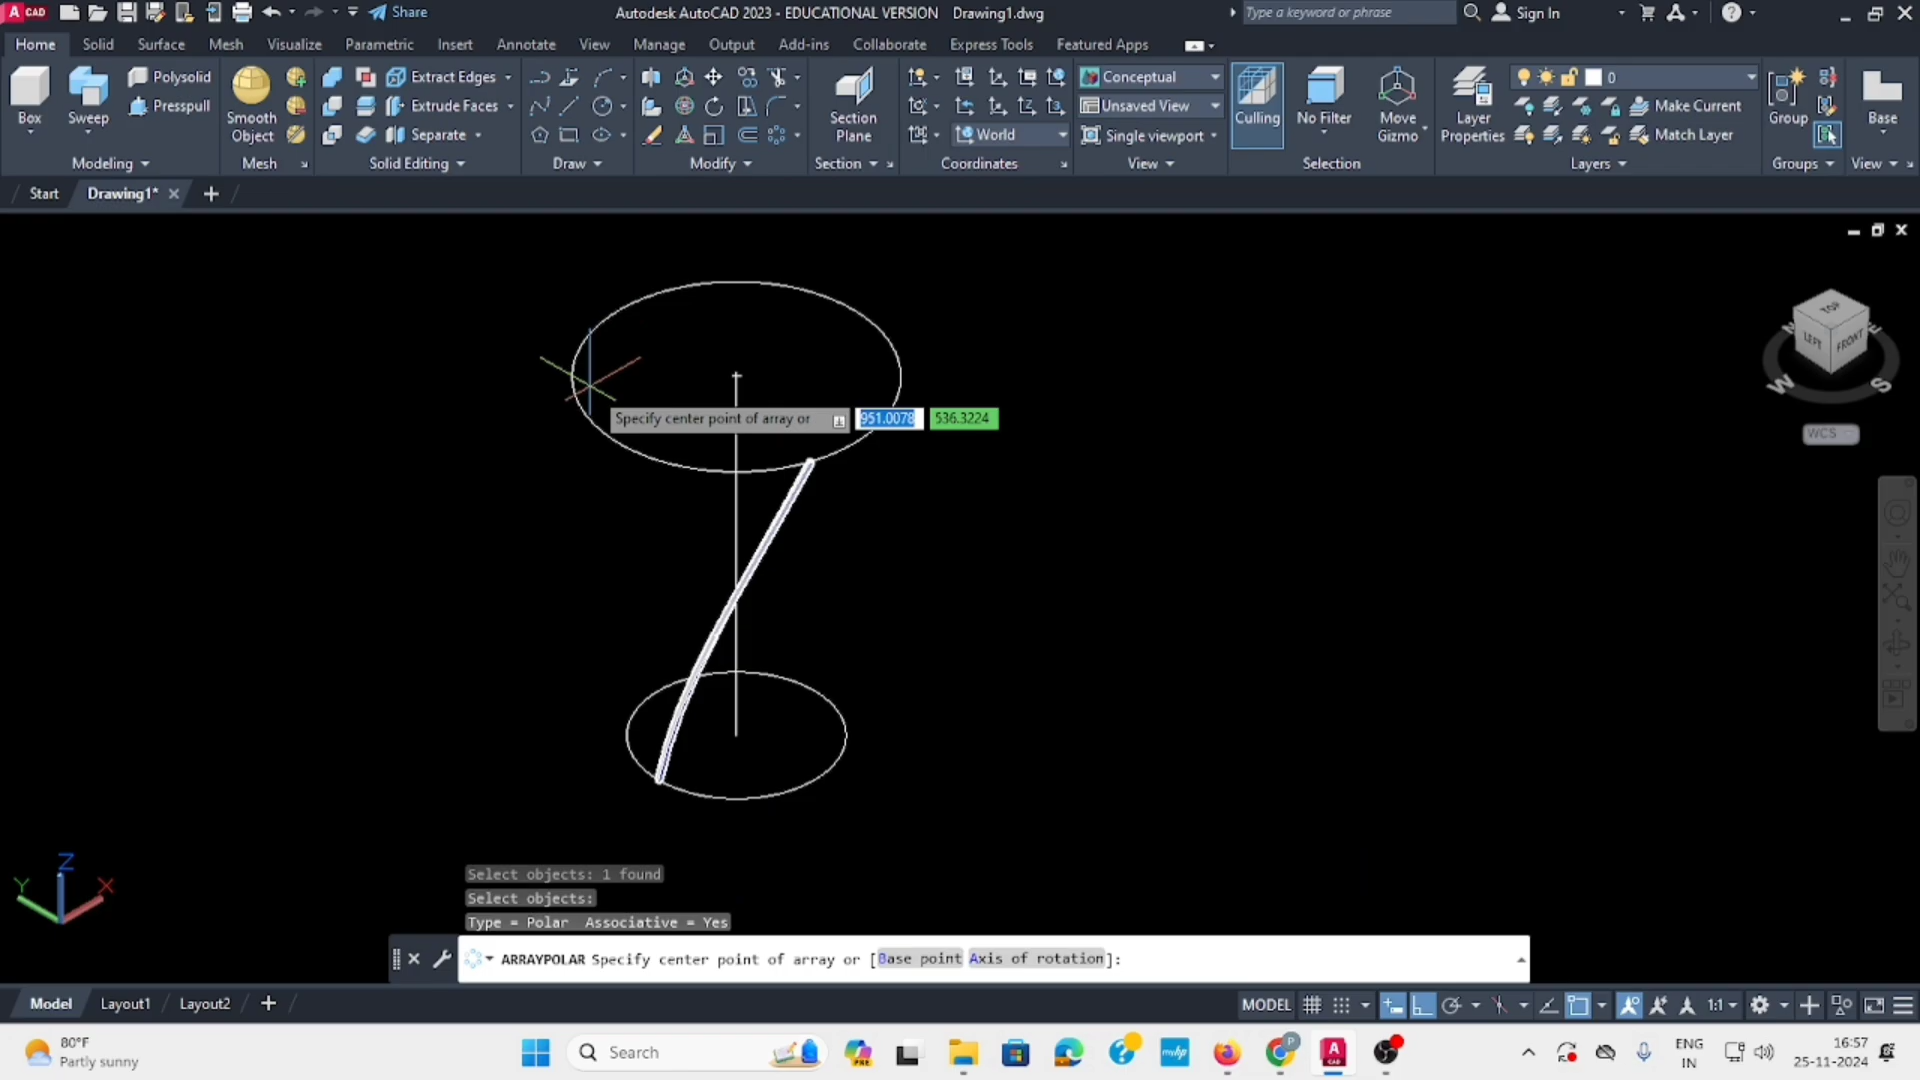 A CAD Share Autodesk AutoCAD 2023 - EDUCATIONAL VERSION Drawing1.dwg Type a keyword or phrase Sign In
Home Solid Surface Mesh Visualize Parametric Insert Annotate View Manage Output Add-ins Collaborate Express Tools Featured Apps
Polysolid Extract Edges Conceptual 0
Presspull Extrude Faces Unsaved View Make Current
Box Sweep Smooth Object Separate Section Plane World Single viewport Culling No Filter Move Gizmo Layer Properties Match Layer Group Base
Modeling Mesh Solid Editing Draw Modify Section Coordinates View Selection Layers Groups View
Start Drawing1*
TOP
LEFT FRONT
W S
WCS
Specify center point of array or 951.0078 536.3224
Z
Y X
Select objects: 1 found
Select objects:
Type = Polar Associative = Yes
ARRAYPOLAR Specify center point of array or [Base point Axis of rotation]:
Model Layout1 Layout2 MODEL 1:1
80°F
Partly sunny
Search
ENG
IN
16:57
25-11-2024